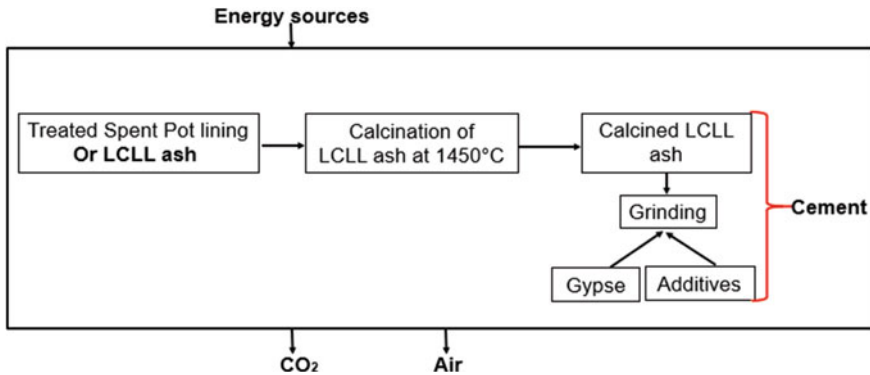 Energy sources
Treated Spent Pot lining
Or LCLL ash
Calcination of
LCLL ash at 1450°C
Calcined LCLL
ash
Grinding
Cement
Gypse
Additives
CO₂
Air